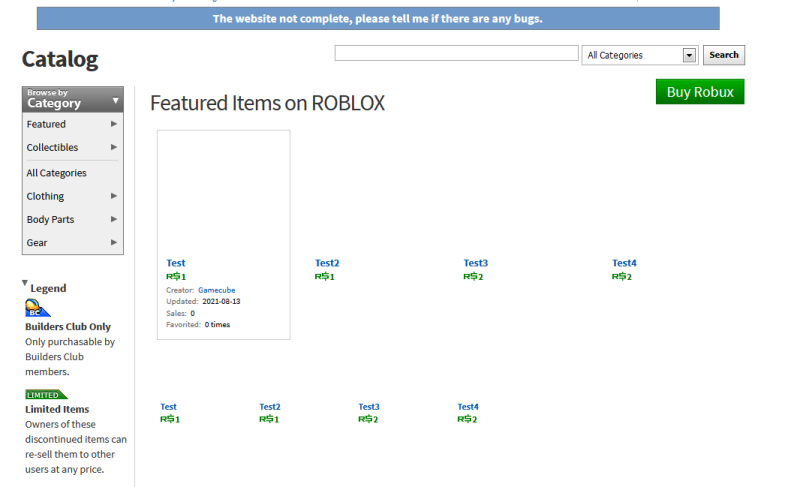 The website not complete, please tell me if there are any bugs.
Catalog
All Categories
Search
Buy Robux
Browse by
Category
Featured
Collectibles
All Categories
Clothing
Body Parts
Gear
Legend
BC
Builders Club Only
Only purchasable by
Builders Club
members.
LIMITED
Limited Items
Owners of these
discontinued items can
re-sell them to other
users at any price.
Featured Items on ROBLOX
Test
R$1
Creator: Gamecube
Updated: 2021-08-13
Sales: 0
Favorited: 0 times
Test2
R$1
Test3
R$2
Test4
R$2
Test
R$1
Test2
R$1
Test3
R$2
Test4
R$2